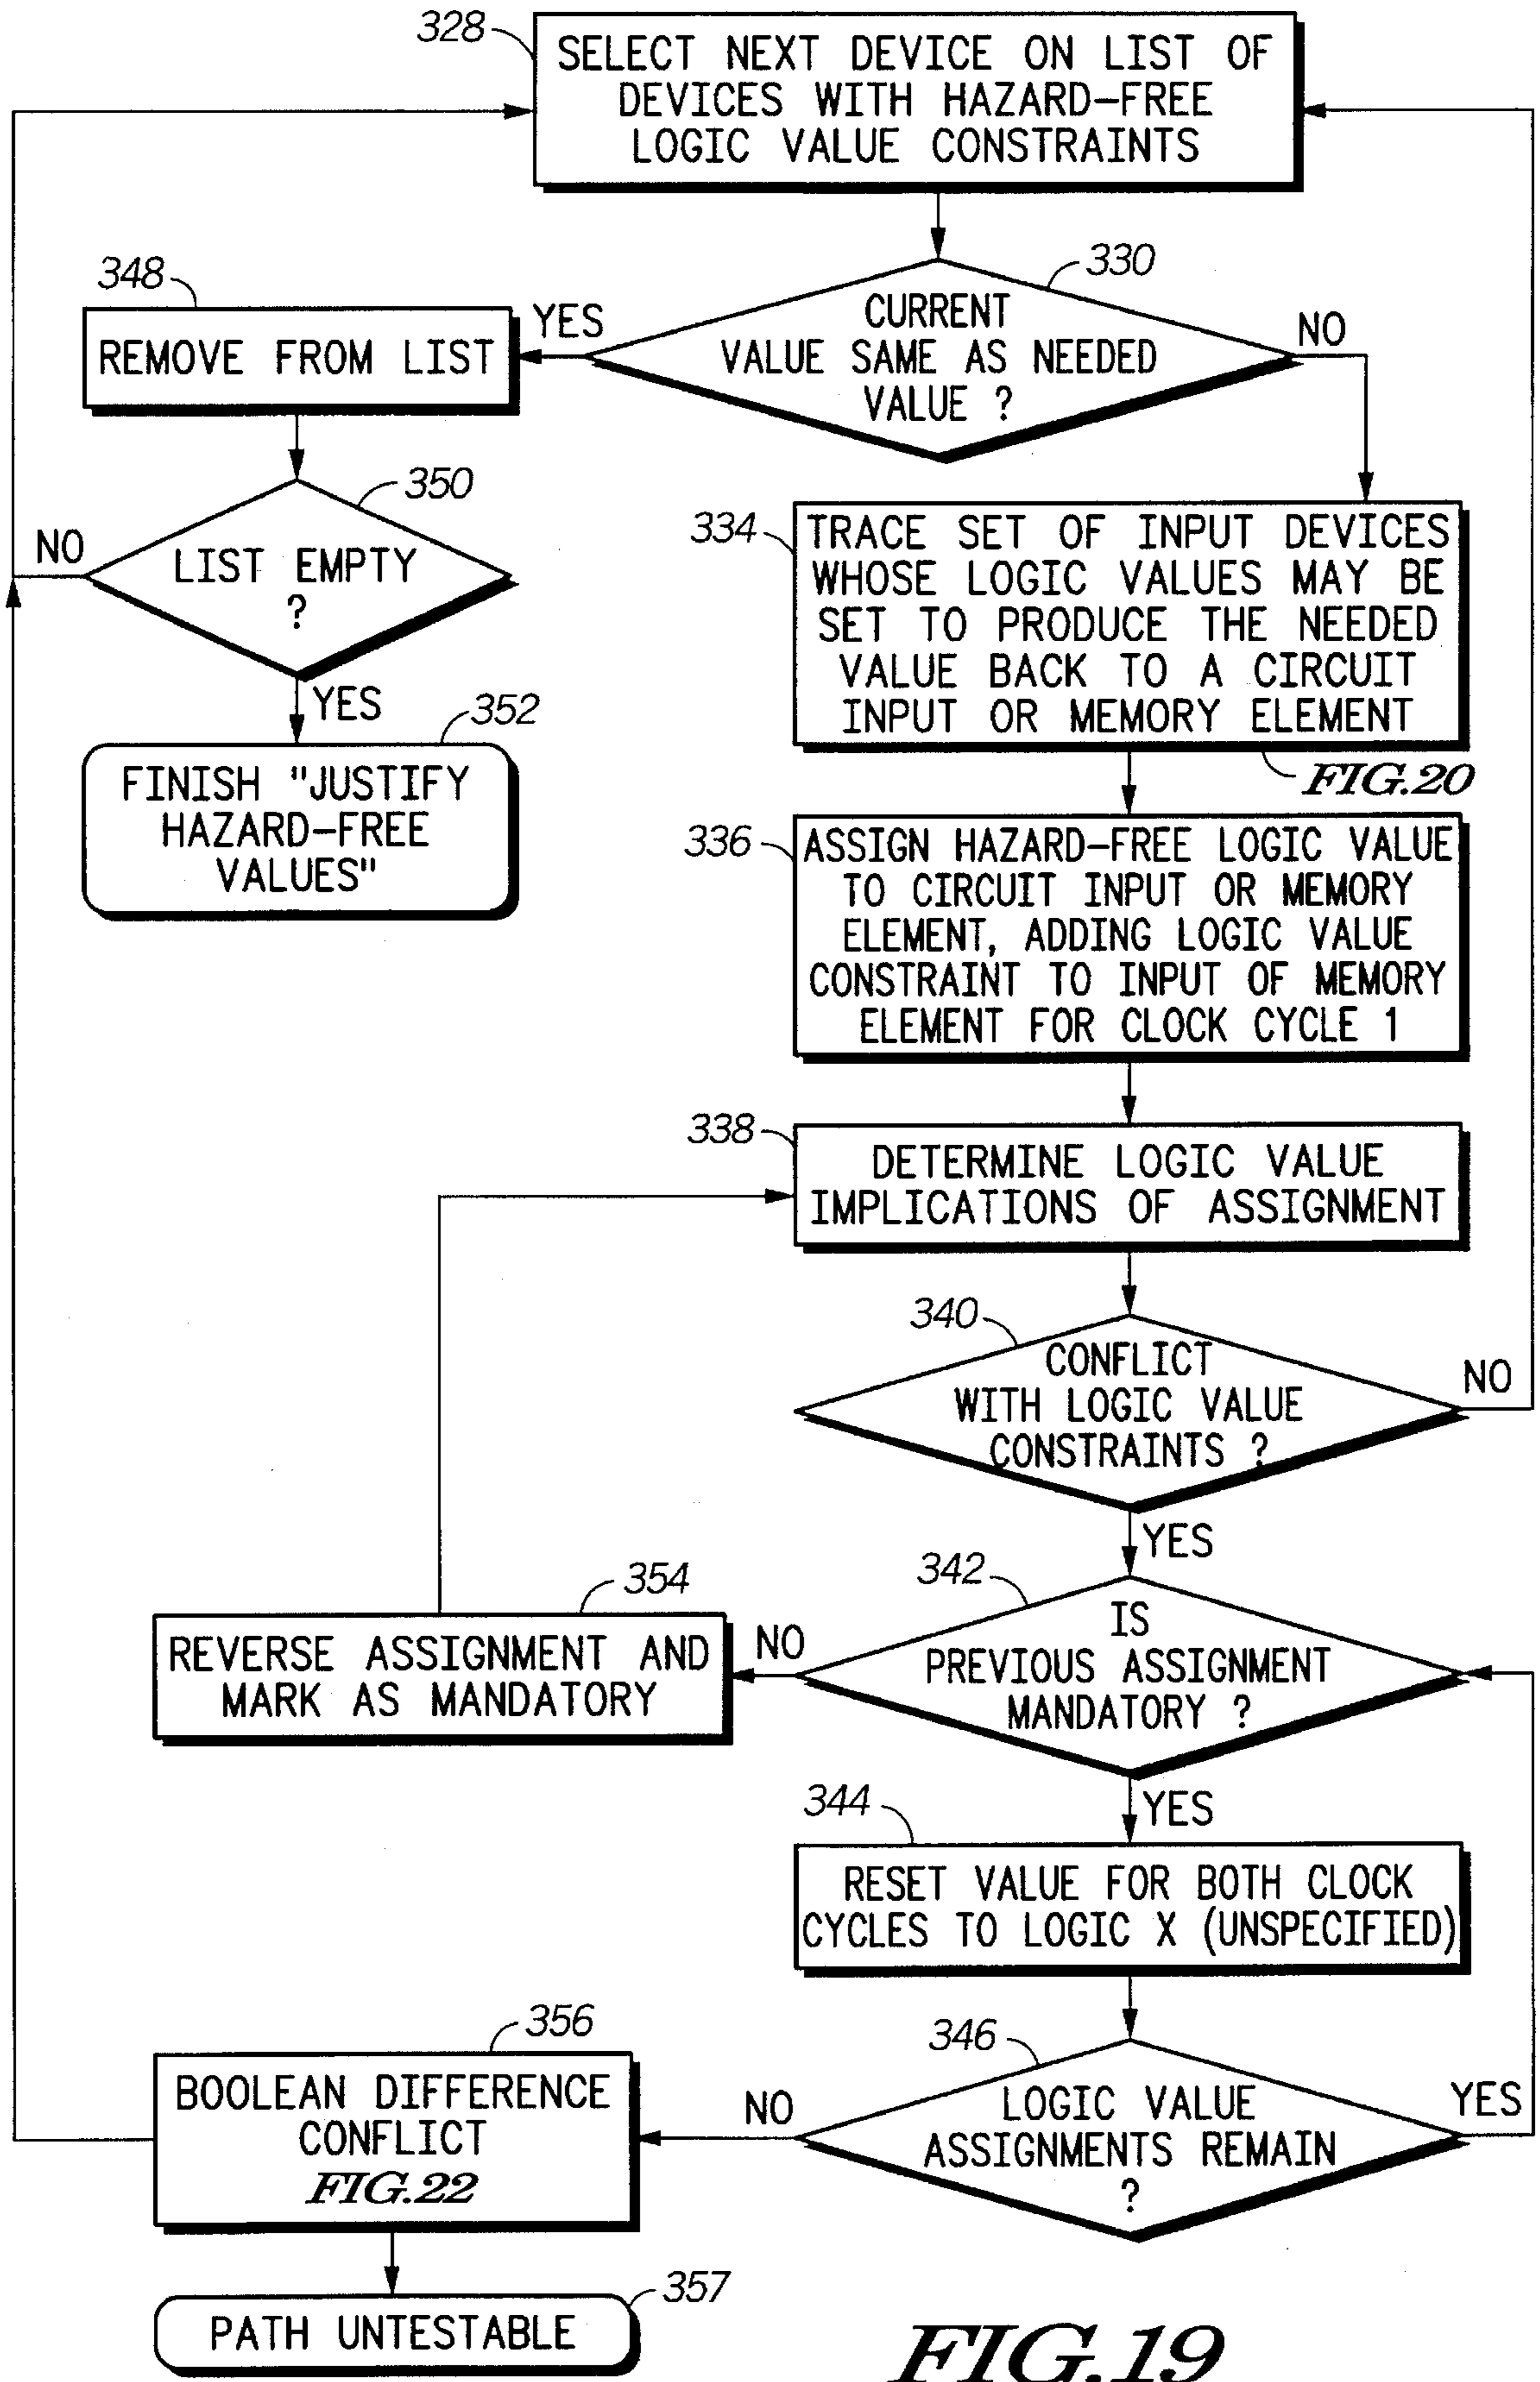 328
SELECT NEXT DEVICE ON LIST OF
DEVICES WITH HAZARD-FREE
LOGIC VALUE CONSTRAINTS
330
CURRENT
VALUE SAME AS NEEDED
VALUE ?
YES
NO
348
REMOVE FROM LIST
350
LIST EMPTY
?
NO
YES
352
FINISH "JUSTIFY
HAZARD-FREE
VALUES"
334
TRACE SET OF INPUT DEVICES
WHOSE LOGIC VALUES MAY BE
SET TO PRODUCE THE NEEDED
VALUE BACK TO A CIRCUIT
INPUT OR MEMORY ELEMENT
FIG.20
336
ASSIGN HAZARD-FREE LOGIC VALUE
TO CIRCUIT INPUT OR MEMORY
ELEMENT, ADDING LOGIC VALUE
CONSTRAINT TO INPUT OF MEMORY
ELEMENT FOR CLOCK CYCLE 1
338
DETERMINE LOGIC VALUE
IMPLICATIONS OF ASSIGNMENT
340
CONFLICT
WITH LOGIC VALUE
CONSTRAINTS ?
NO
YES
342
IS
PREVIOUS ASSIGNMENT
MANDATORY ?
NO
354
REVERSE ASSIGNMENT AND
MARK AS MANDATORY
YES
344
RESET VALUE FOR BOTH CLOCK
CYCLES TO LOGIC X (UNSPECIFIED)
346
LOGIC VALUE
ASSIGNMENTS REMAIN
?
YES
NO
356
BOOLEAN DIFFERENCE
CONFLICT
FIG.22
357
PATH UNTESTABLE
FIG.19